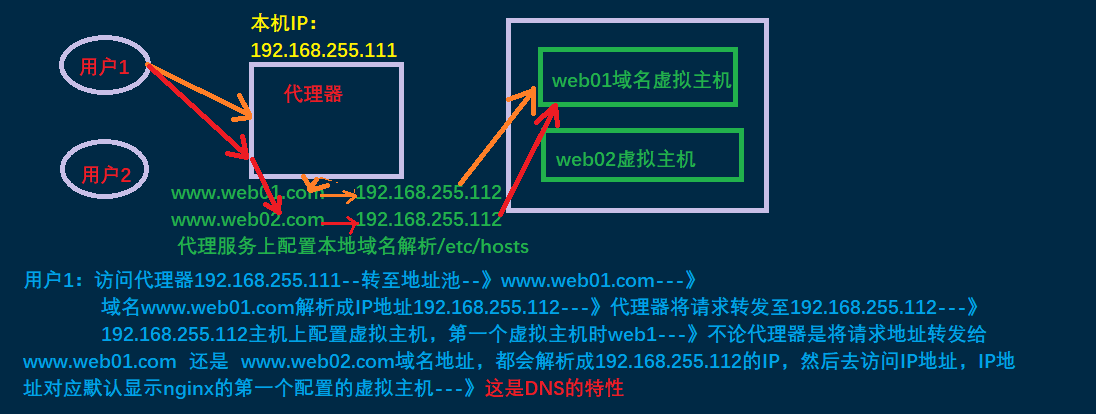 本机IP：
192.168.255.111
用户1
代理器
web01域名虚拟主机
用户2
web02虚拟主机
www.web01.com 192.168.255.112
www.web02.com 192.168.255.112
代理服务上配置本地域名解析/etc/hosts
用户1：访问代理器192.168.255.111--转至地址池--》www.web01.com---》
域名www.web01.com解析成IP地址192.168.255.112---》代理器将请求转发至192.168.255.112---》
192.168.255.112主机上配置虚拟主机，第一个虚拟主机时web1---》不论代理器是将请求地址转发给
www.web01.com 还是 www.web02.com域名地址，都会解析成192.168.255.112的IP，然后去访问IP地址，IP地
址对应默认显示nginx的第一个配置的虚拟主机---》这是DNS的特性